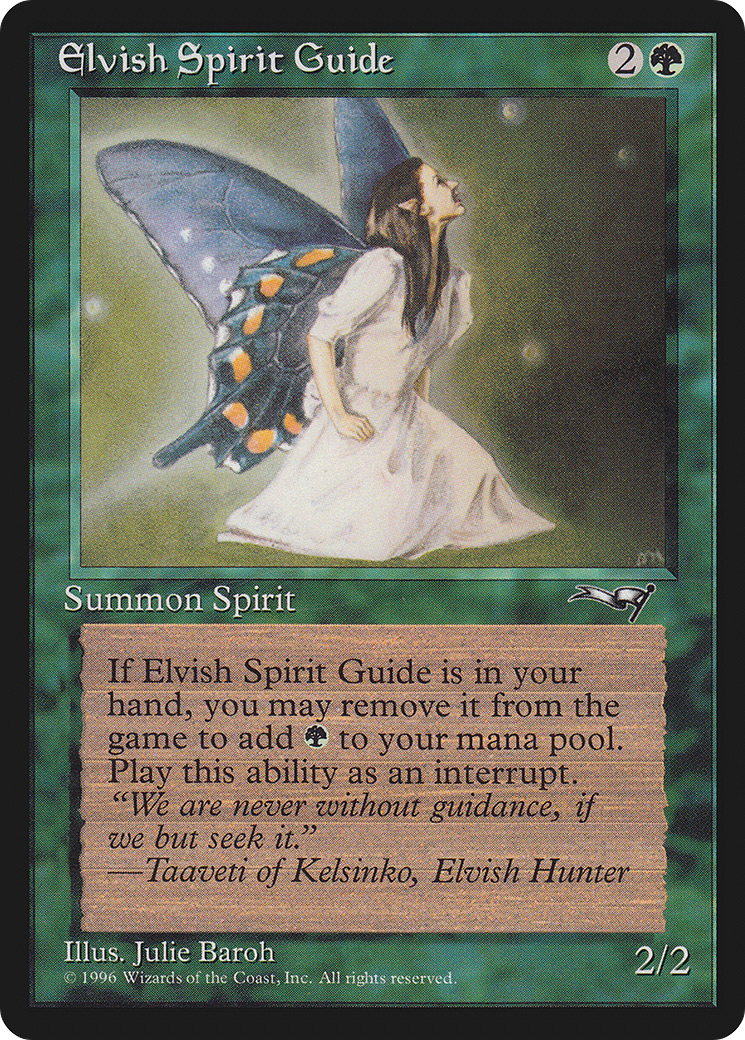 Elvish Spirit Guide 2
Summon Spirit
If Elvish Spirit Guide is in your
hand, you may remove it from the
game to add to your mana pool.
Play this ability as an interrupt.
“We are never without guidance, if
we but seek it.”
—Taaveti of Kelsinko, Elvish Hunter
Illus. Julie Baroh
© 1996 Wizards of the Coast, Inc. All rights reserved.
2/2